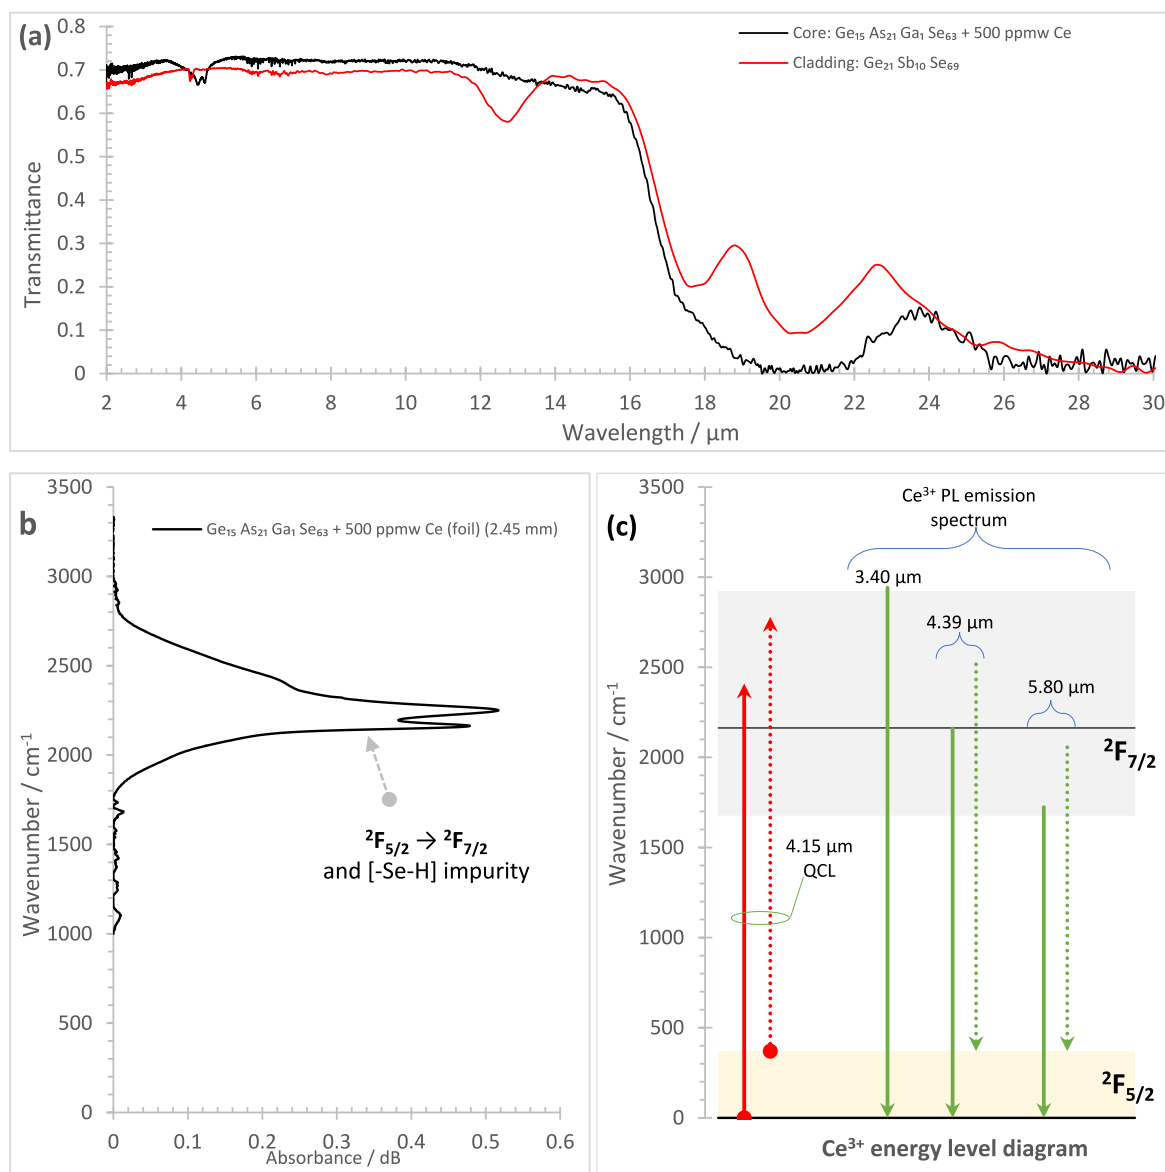 (a)
Core: Ge₁₅ As₂₁ Ga₁ Se₆₃ + 500 ppmw Ce
Cladding: Ge₂₁ Sb₁₀ Se₆₉
Transmittance
0.8
0.7
0.6
0.5
0.4
0.3
0.2
0.1
0
2 4 6 8 10 12 14 16 18 20 22 24 26 28 30
Wavelength / μm
b
Ge₁₅ As₂₁ Ga₁ Se₆₃ + 500 ppmw Ce (foil) (2.45 mm)
Wavenumber / cm⁻¹
3500
3000
2500
2000
1500
1000
500
0
²F₅/₂ → ²F₇/₂
and [-Se-H] impurity
0 0.1 0.2 0.3 0.4 0.5 0.6
Absorbance / dB
(c)
Ce³⁺ PL emission
spectrum
Wavenumber / cm⁻¹
3500
3000
2500
2000
1500
1000
500
0
3.40 μm
4.39 μm
5.80 μm
²F₇/₂
4.15 μm
QCL
²F₅/₂
Ce³⁺ energy level diagram